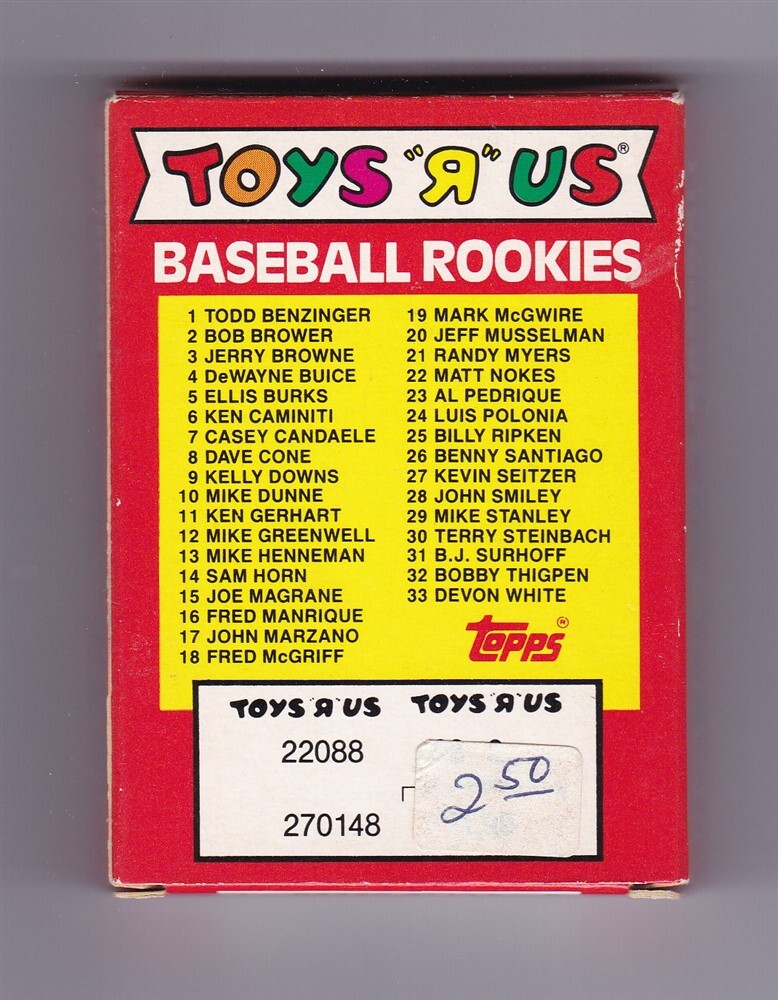 TOYS "R" US®
BASEBALL ROOKIES
1 TODD BENZINGER
2 BOB BROWER
3 JERRY BROWNE
4 DeWAYNE BUICE
5 ELLIS BURKS
6 KEN CAMINITI
7 CASEY CANDAELE
8 DAVE CONE
9 KELLY DOWNS
10 MIKE DUNNE
11 KEN GERHART
12 MIKE GREENWELL
13 MIKE HENNEMAN
14 SAM HORN
15 JOE MAGRANE
16 FRED MANRIQUE
17 JOHN MARZANO
18 FRED McGRIFF
19 MARK McGWIRE
20 JEFF MUSSELMAN
21 RANDY MYERS
22 MATT NOKES
23 AL PEDRIQUE
24 LUIS POLONIA
25 BILLY RIPKEN
26 BENNY SANTIAGO
27 KEVIN SEITZER
28 JOHN SMILEY
29 MIKE STANLEY
30 TERRY STEINBACH
31 B.J. SURHOFF
32 BOBBY THIGPEN
33 DEVON WHITE
topps®
TOYS "R" US TOYS "R" US
22088
270148
2 50